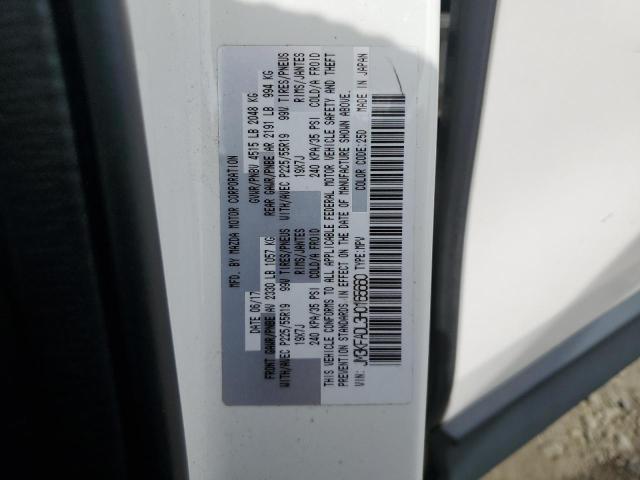 MFD. BY MAZDA MOTOR CORPORATION
DATE 06/17 GVWR/PNBV 4515 LB 2048 KG
FRONT GAWR/PNBE AV 2330 LB 1057 KG REAR GAWR/PNBE AR 2191 LB 994 KG
WITH/AVEC P225/55R19 99V TIRES/PNEUS WITH/AVEC P225/55R19 99V TIRES/PNEUS
19X7J RIMS/JANTES 19X7J RIMS/JANTES
240 KPA/35 PSI COLD/A FROID 240 KPA/35 PSI COLD/A FROID
THIS VEHICLE CONFORMS TO ALL APPLICABLE FEDERAL MOTOR VEHICLE SAFETY AND THEFT
PREVENTION STANDARDS IN EFFECT ON THE DATE OF MANUFACTURE SHOWN ABOVE.
VIN: TYPE:MPV COLOR CODE:25D MADE IN JAPAN